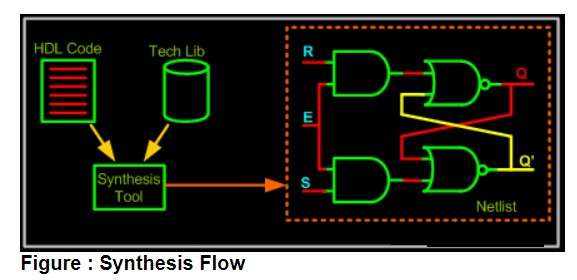 HDL Code
Tech Lib
Synthesis
Tool
R
E
S
Q
Q'
Netlist
Figure : Synthesis Flow